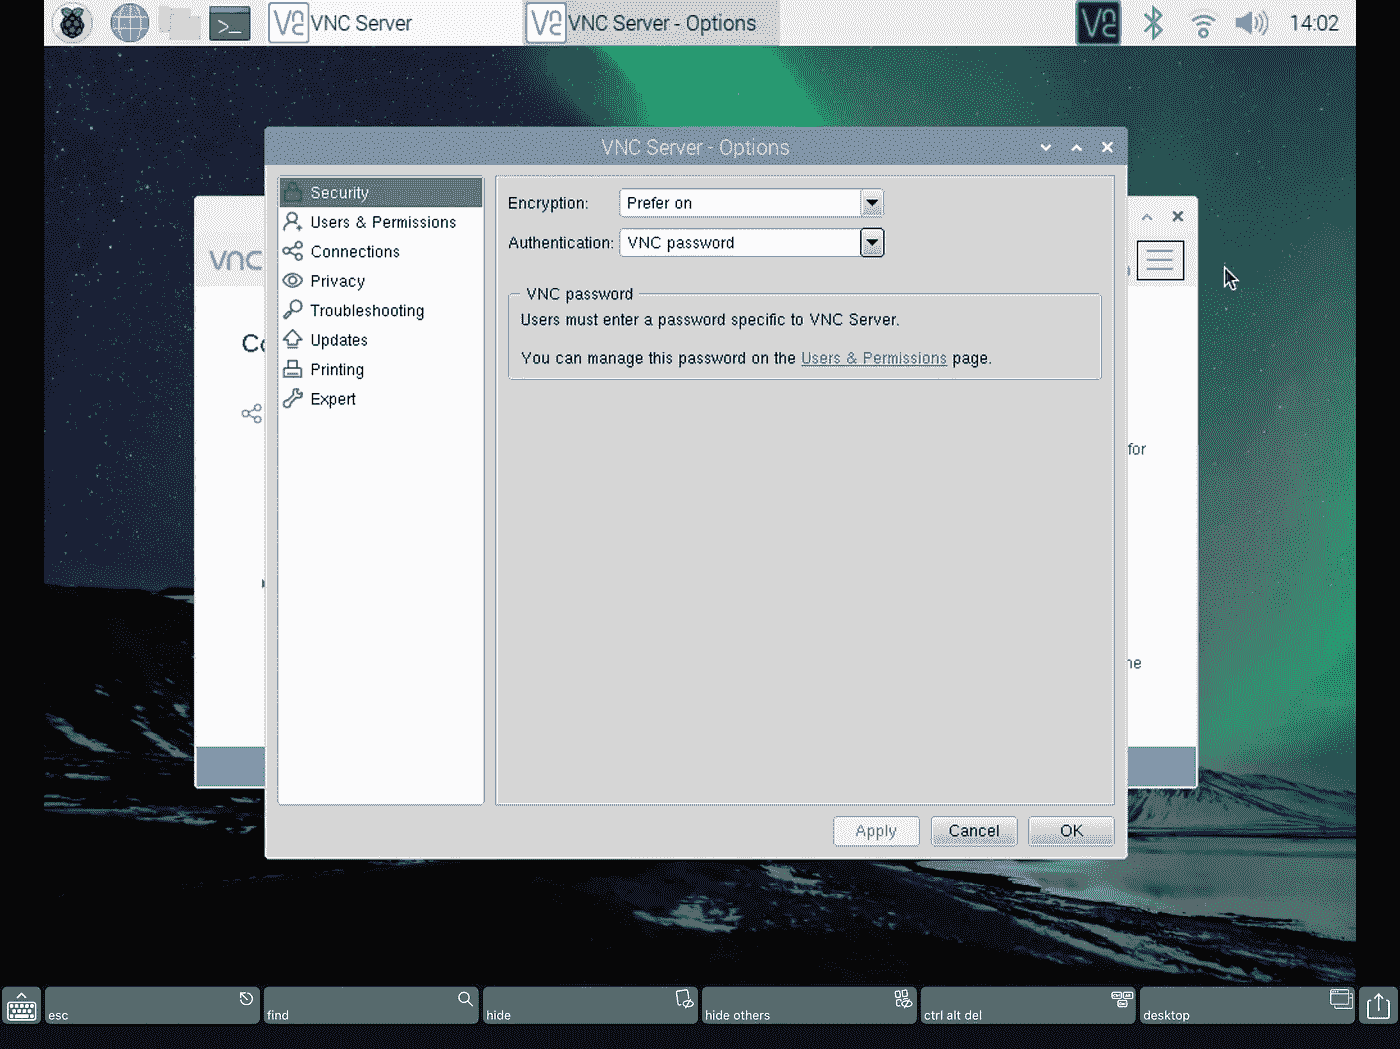 VNC Server
VNC Server - Options
14:02
VNC Server - Options
Security
Users & Permissions
Connections
Privacy
Troubleshooting
Updates
Printing
Expert
Encryption: Prefer on
Authentication: VNC password
VNC password
Users must enter a password specific to VNC Server.
You can manage this password on the Users & Permissions page.
vnc
for
Apply
Cancel
OK
esc
find
hide
hide others
ctrl alt del
desktop